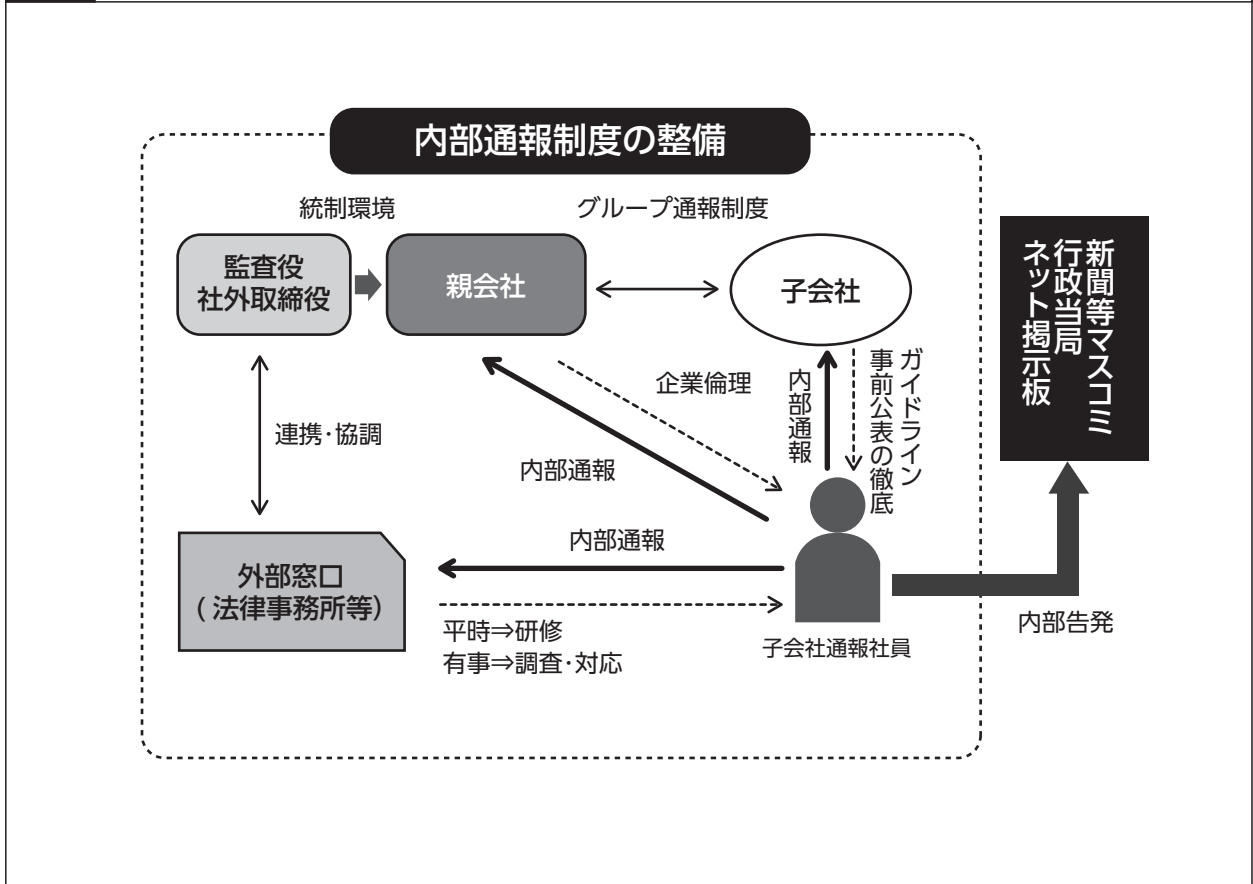 内部通報制度の整備
統制環境
グループ通報制度
監査役
社外取締役
親会社
子会社
新聞等マスコミ
行政当局
ネット掲示板
企業倫理
内部通報
ガイドライン
事前公表の徹底
連携・協調
内部通報
内部通報
外部窓口
(法律事務所等)
平時⇒研修
有事⇒調査・対応
子会社通報社員
内部告発